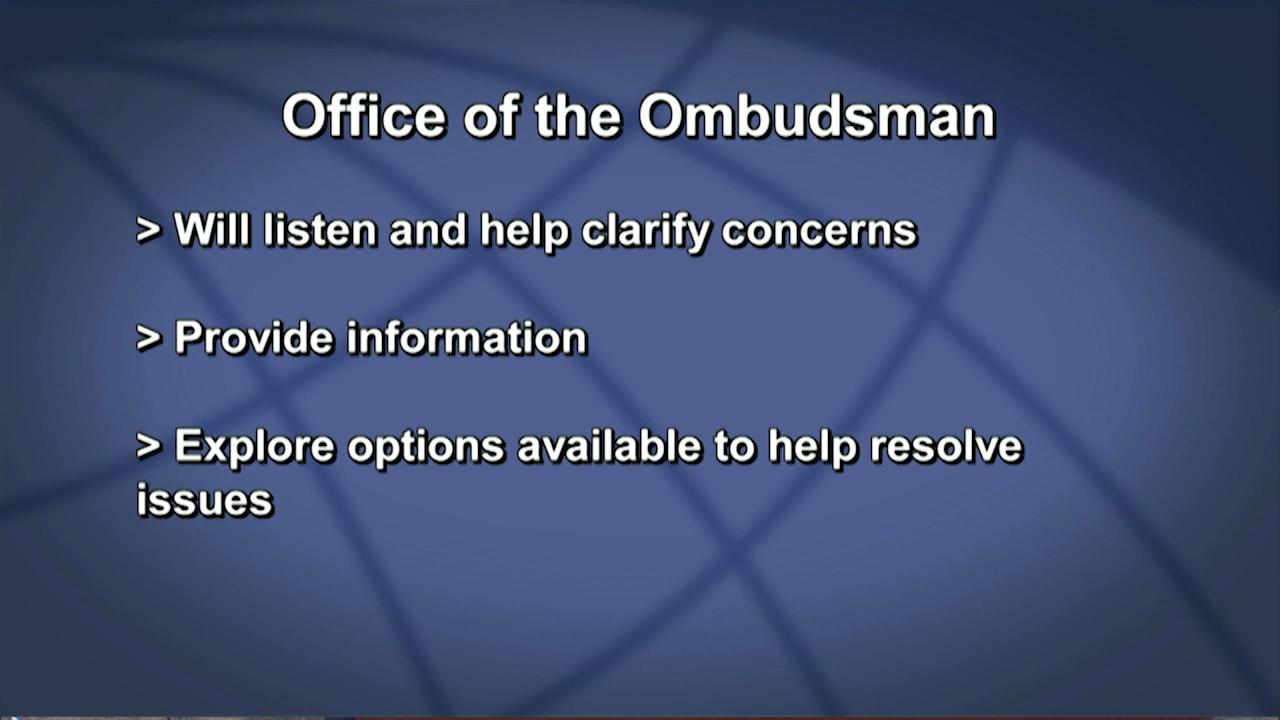 Office of the Ombudsman
> Will listen and help clarify concerns
> Provide information
> Explore options available to help resolve
issues